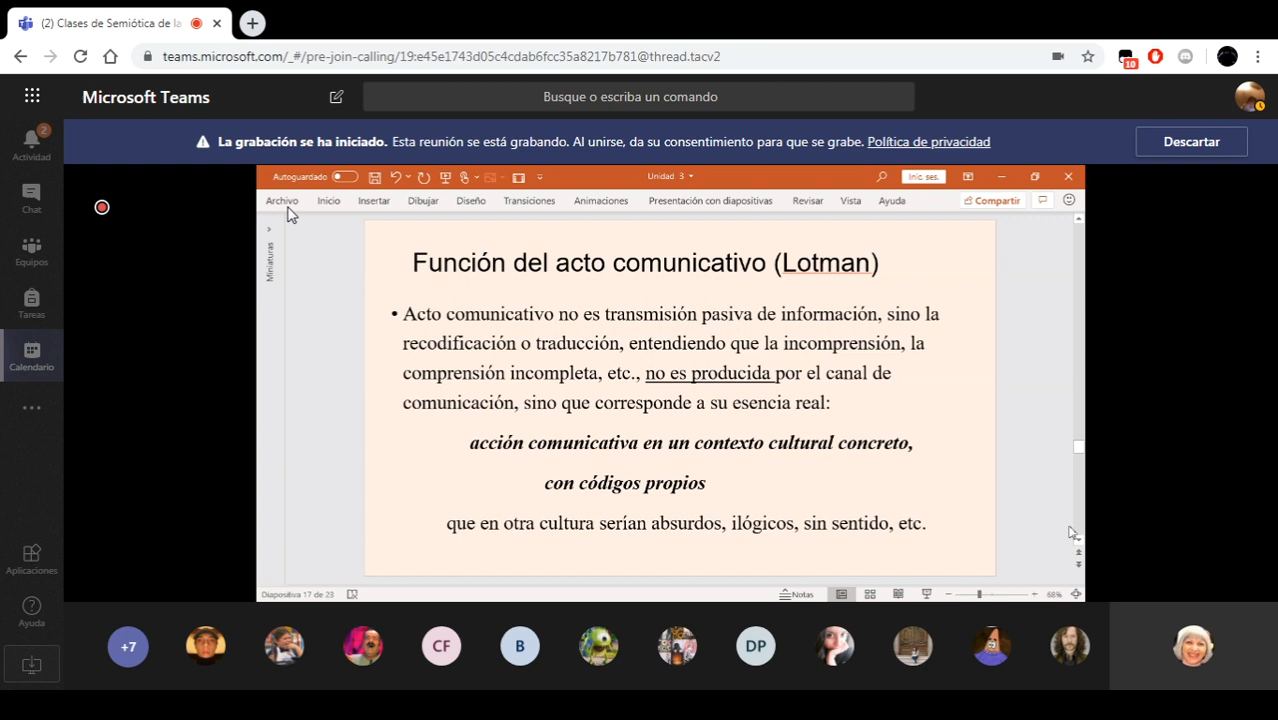 (2) Clases de Semiótica de la
teams.microsoft.com/_#/pre-join-calling/19:e45e1743d05c4cdab6fcc35a8217b781@thread.tacv2
10
Microsoft Teams
Busque o escriba un comando
La grabación se ha iniciado. Esta reunión se está grabando. Al unirse, da su consentimiento para que se grabe. Política de privacidad
Descartar
2
Actividad
Chat
Equipos
Tareas
Calendario
Aplicaciones
Ayuda
Autoguardado
Unidad 3
Inic. ses.
Archivo Inicio Insertar Dibujar Diseño Transiciones Animaciones Presentación con diapositivas Revisar Vista Ayuda Compartir
Miniaturas
Función del acto comunicativo (Lotman)
• Acto comunicativo no es transmisión pasiva de información, sino la
recodificación o traducción, entendiendo que la incomprensión, la
comprensión incompleta, etc., no es producida por el canal de
comunicación, sino que corresponde a su esencia real:
acción comunicativa en un contexto cultural concreto,
con códigos propios
que en otra cultura serían absurdos, ilógicos, sin sentido, etc.
Diapositiva 17 de 23
Notas
68%
+7
CF
B
DP